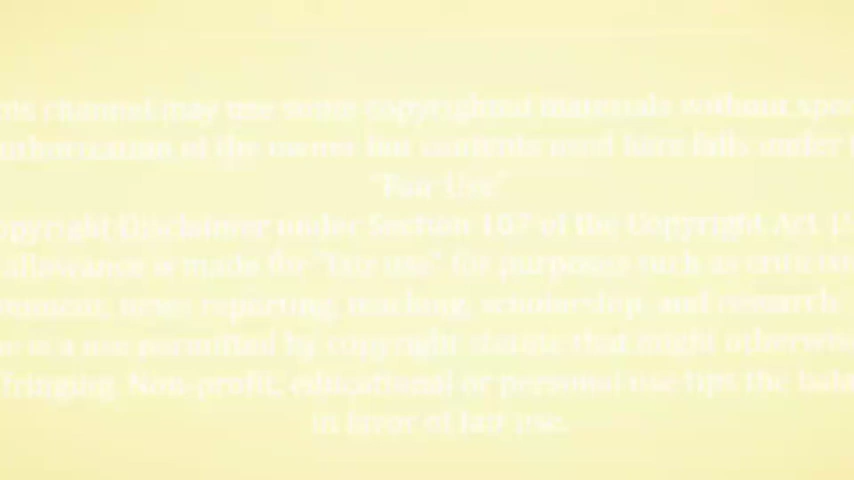 channel may use some copyrighted materials without
of the owner but contents used here falls under
"Fair Use"
Copyright Disclaimer under Section 107 of the Copyright Act
allowance is made for "fair use" for purposes such as
news reporting, teaching, scholarship, and research
is a use permitted by copyright statute that might otherwise
fringing. Non-profit, educational or personal use tips the
in favor of fair use.